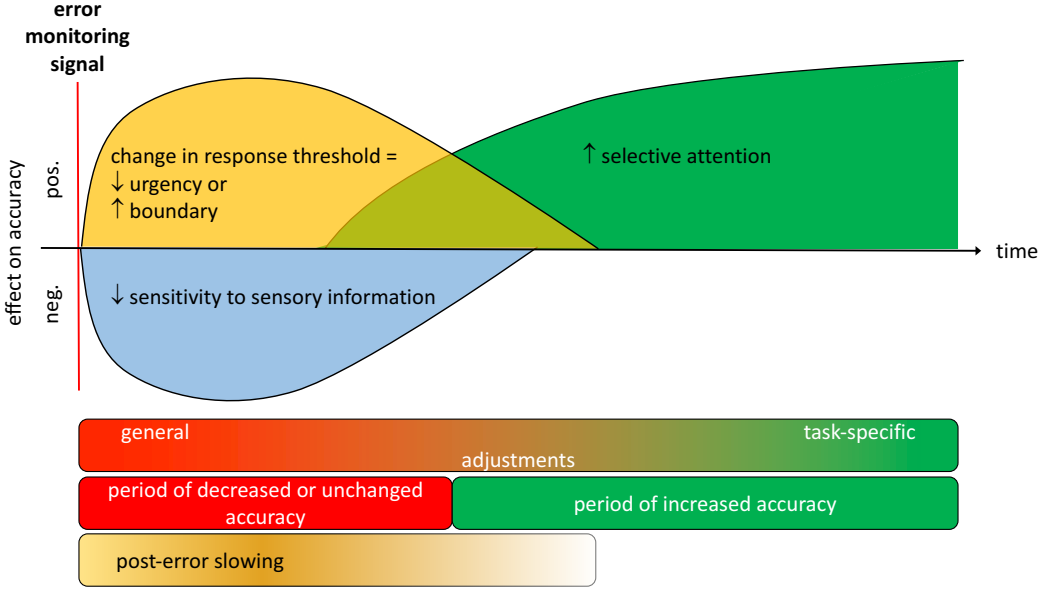 error
monitoring
signal
effect on accuracy
pos.
neg.
change in response threshold =
↓ urgency or
↑ boundary
↑ selective attention
time
↓ sensitivity to sensory information
general
task-specific
adjustments
period of decreased or unchanged
accuracy
period of increased accuracy
post-error slowing